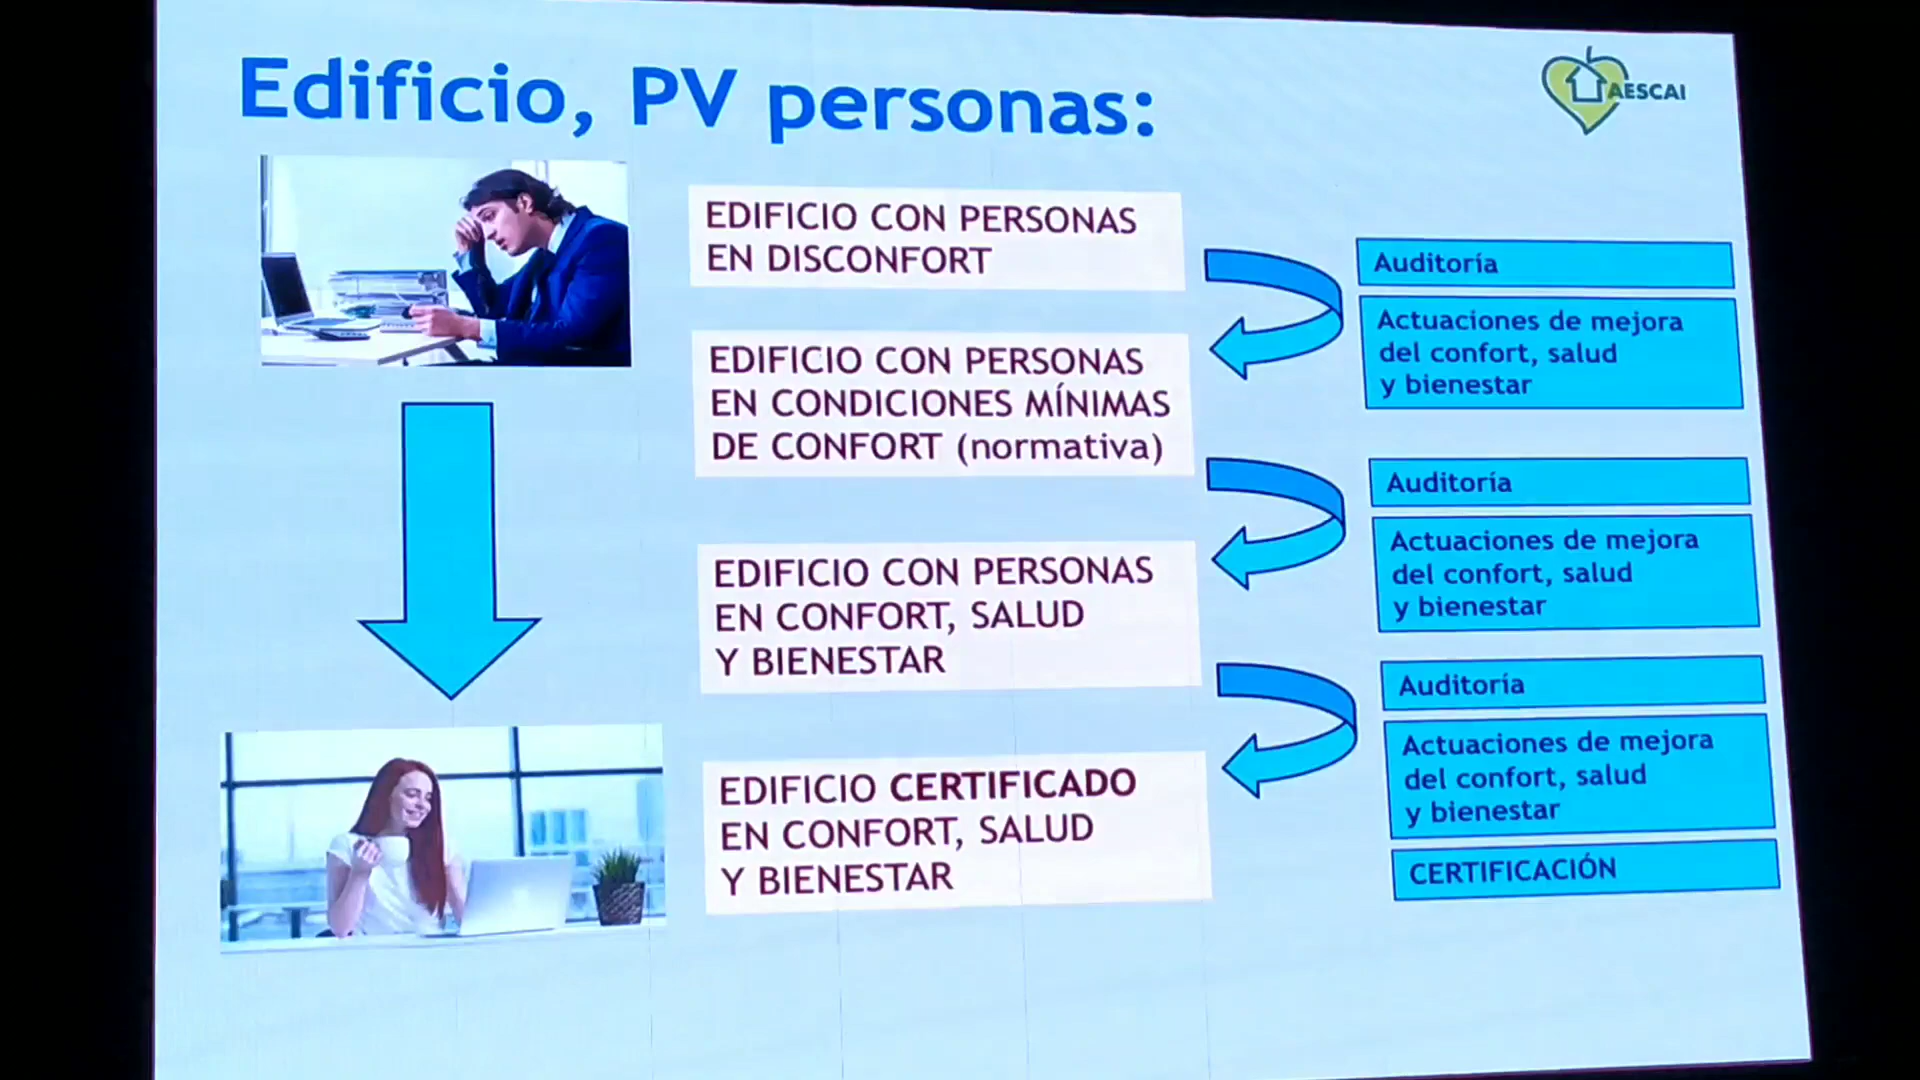 Edificio, PV personas:
AESCAI
EDIFICIO CON PERSONAS
EN DISCONFORT
Auditoría
Actuaciones de mejora
del confort, salud
y bienestar
EDIFICIO CON PERSONAS
EN CONDICIONES MÍNIMAS
DE CONFORT (normativa)
Auditoría
Actuaciones de mejora
del confort, salud
y bienestar
EDIFICIO CON PERSONAS
EN CONFORT, SALUD
Y BIENESTAR
Auditoría
Actuaciones de mejora
del confort, salud
y bienestar
CERTIFICACIÓN
EDIFICIO CERTIFICADO
EN CONFORT, SALUD
Y BIENESTAR